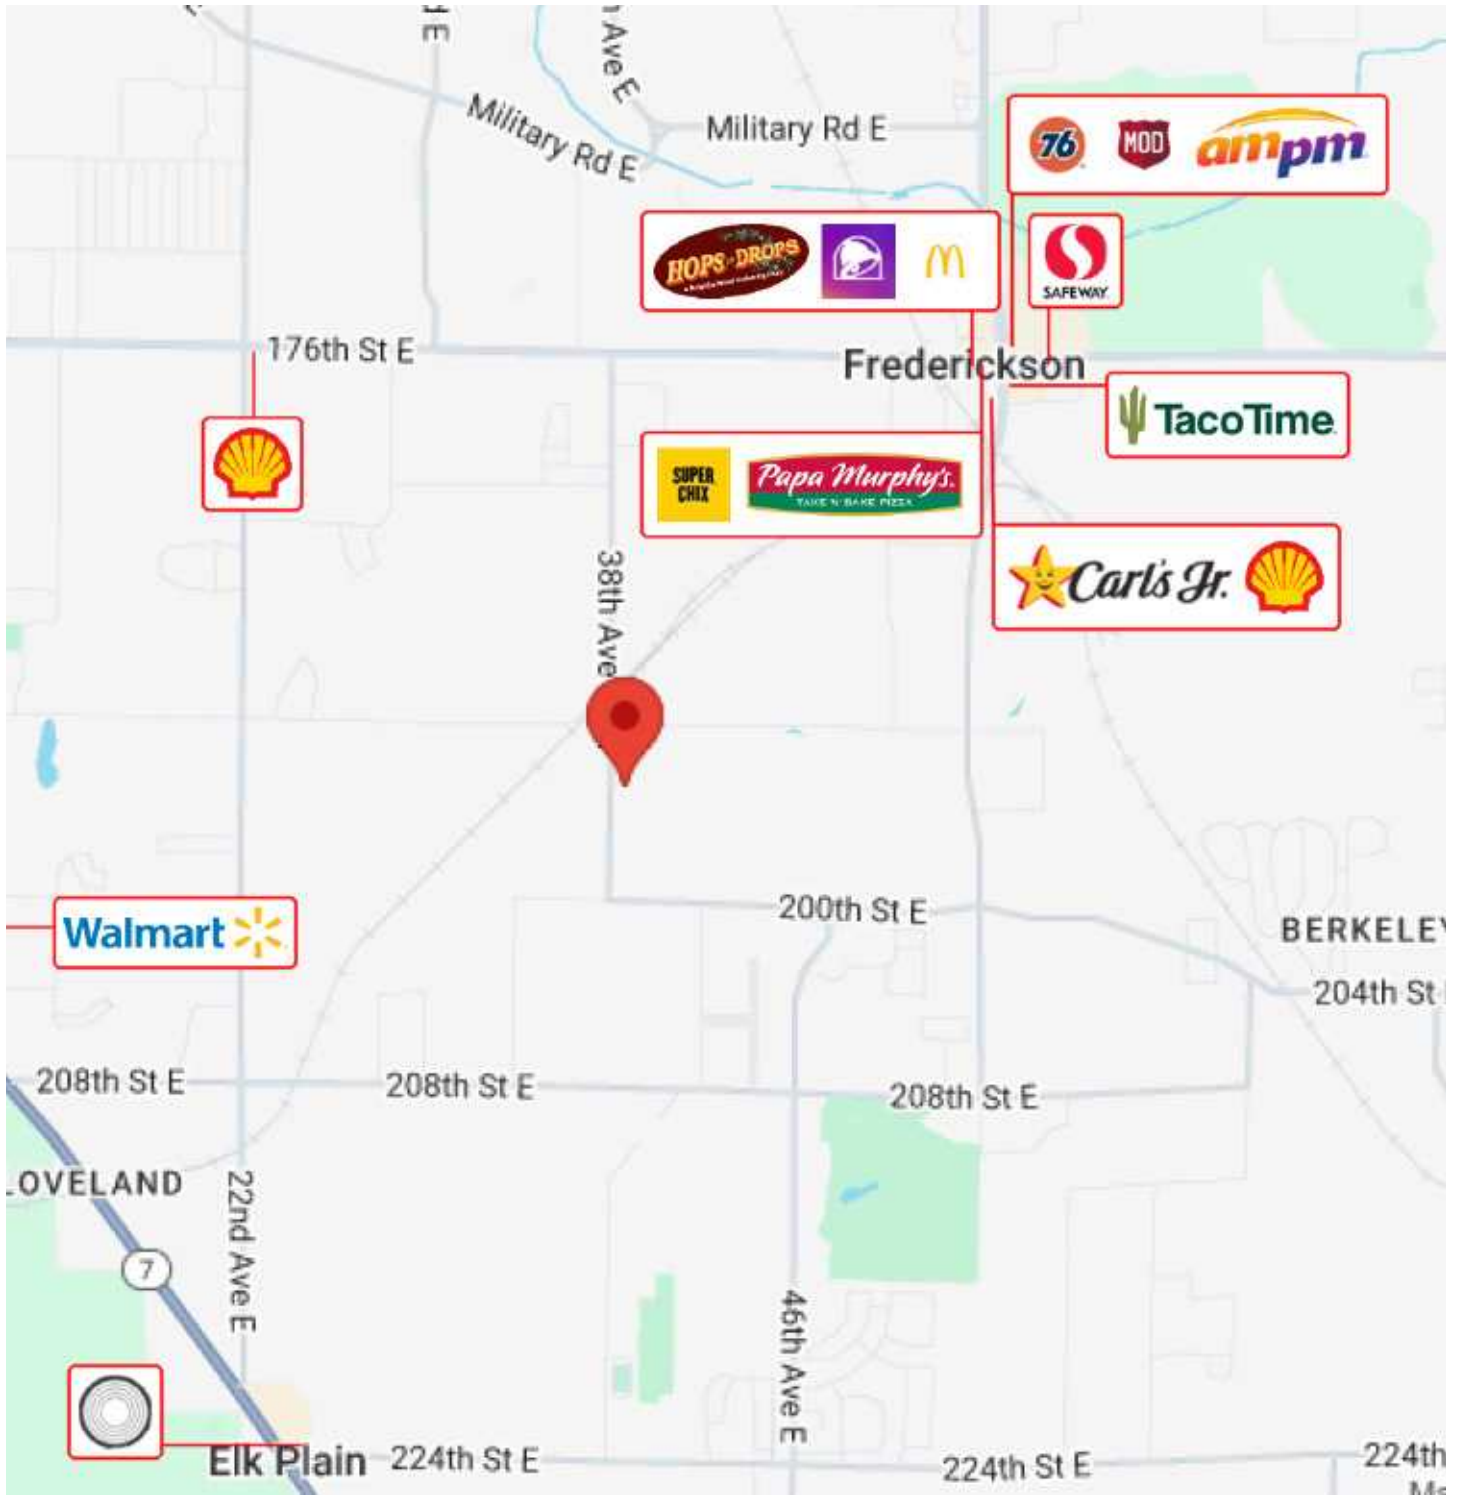 H E
h Ave E
Military Rd E
Military Rd E
76
MOD
ampm
HOPS n DROPS
SAFEWAY
176th St E
Frederickson
TacoTime
SUPER
CHIX
Papa Murphy's.
TAKE 'N' BAKE PIZZA
38th Ave
Carl's Jr.
200th St E
Walmart
BERKELEY
204th St
208th St E
208th St E
208th St E
LOVELAND
22nd Ave E
7
46th Ave E
Elk Plain
224th St E
224th St E
224th